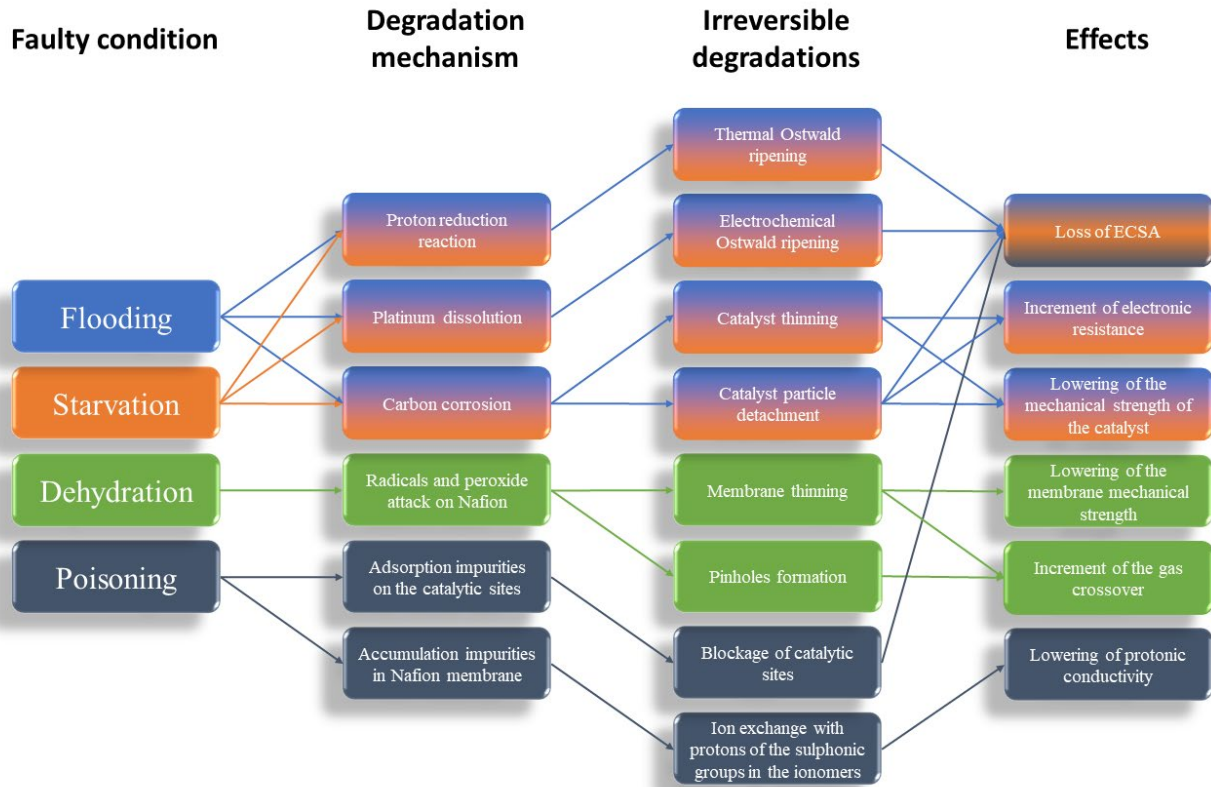 Faulty condition
Degradation
mechanism
Irreversible
degradations
Effects
Flooding
Starvation
Dehydration
Poisoning
Proton reduction
reaction
Platinum dissolution
Carbon corrosion
Radicals and peroxide
attack on Nafion
Adsorption impurities
on the catalytic sites
Accumulation impurities
in Nafion membrane
Thermal Ostwald
ripening
Electrochemical
Ostwald ripening
Catalyst thinning
Catalyst particle
detachment
Membrane thinning
Pinholes formation
Blockage of catalytic
sites
Ion exchange with
protons of the sulphonic
groups in the ionomers
Loss of ECSA
Increment of electronic
resistance
Lowering of the
mechanical strength of
the catalyst
Lowering of the
membrane mechanical
strength
Increment of the gas
crossover
Lowering of protonic
conductivity